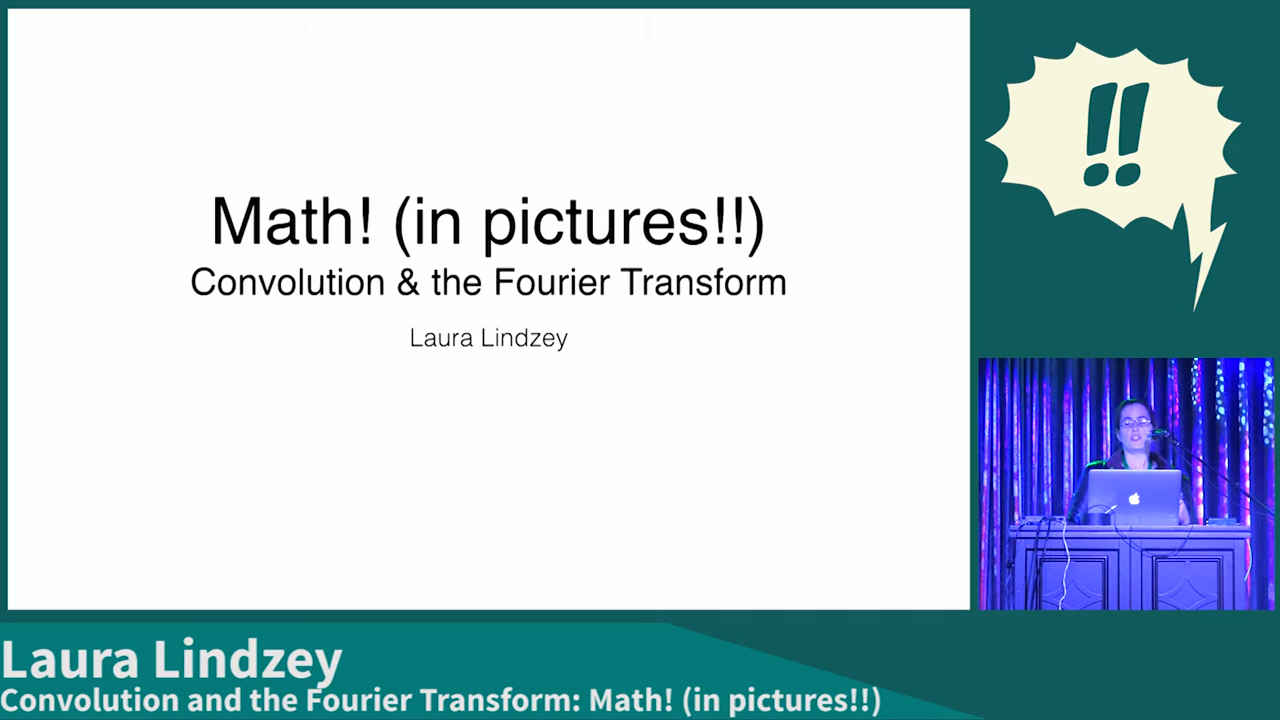 Math! (in pictures!!)
Convolution & the Fourier Transform
Laura Lindzey
!!
Laura Lindzey
Convolution and the Fourier Transform: Math! (in pictures!!)